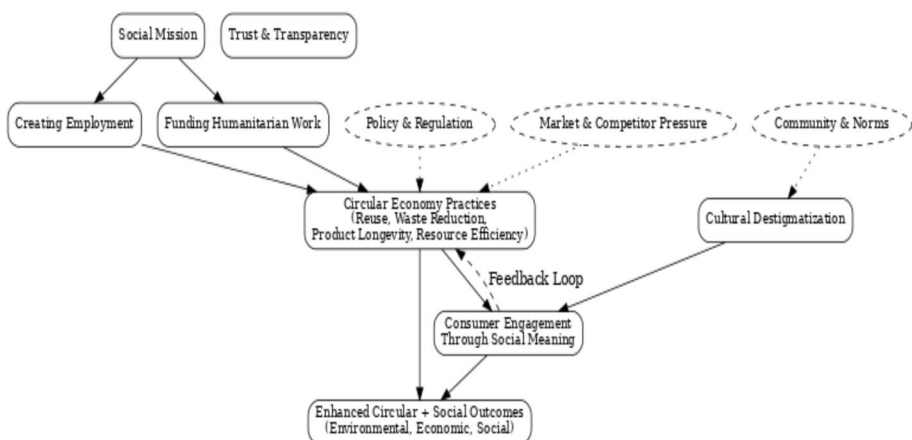 Social Mission
Trust & Transparency
Creating Employment
Funding Humanitarian Work
Policy & Regulation
Market & Competitor Pressure
Community & Norms
Circular Economy Practices
(Reuse, Waste Reduction,
Product Longevity, Resource Efficiency)
Cultural Destigmatization
Feedback Loop
Consumer Engagement
Through Social Meaning
Enhanced Circular + Social Outcomes
(Environmental, Economic, Social)